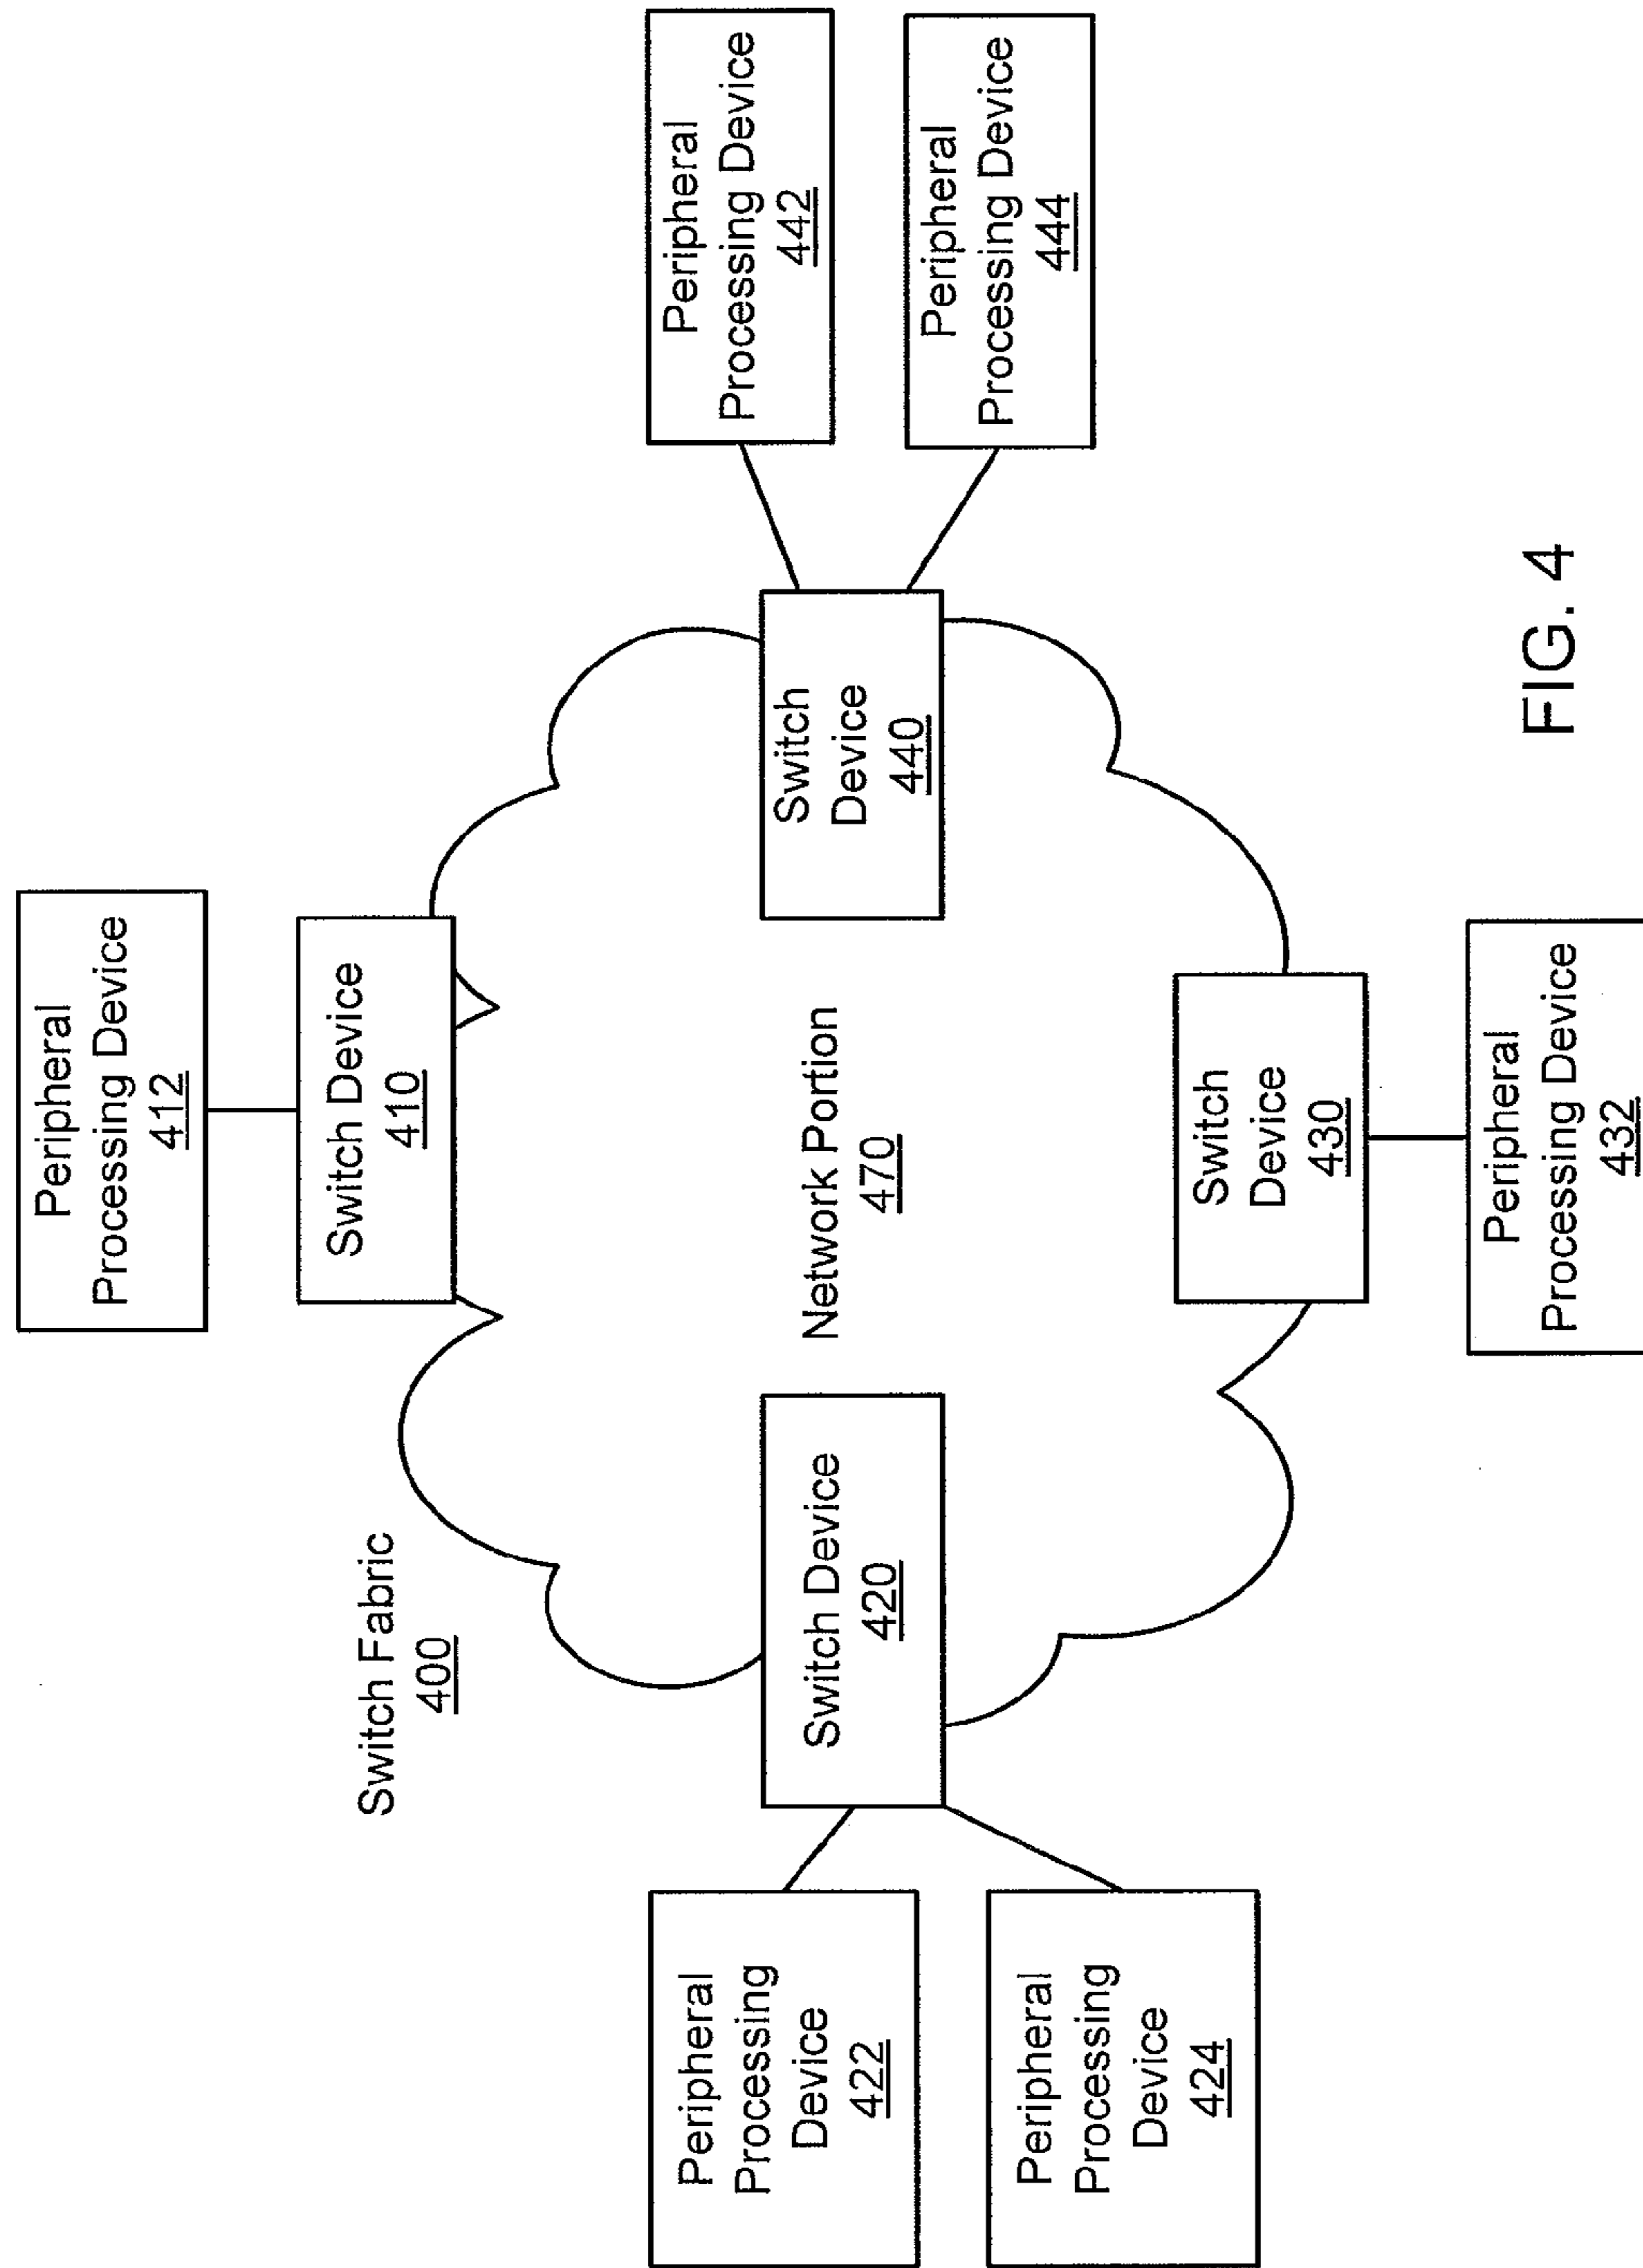 Peripheral
Processing Device
412
Switch Fabric
400
Switch Device
410
Peripheral
Processing
Device
422
Peripheral
Processing
Device
424
Switch Device
420
Network Portion
470
Switch
Device
440
Peripheral
Processing Device
442
Peripheral
Processing Device
444
Switch
Device
430
Peripheral
Processing Device
432
FIG. 4